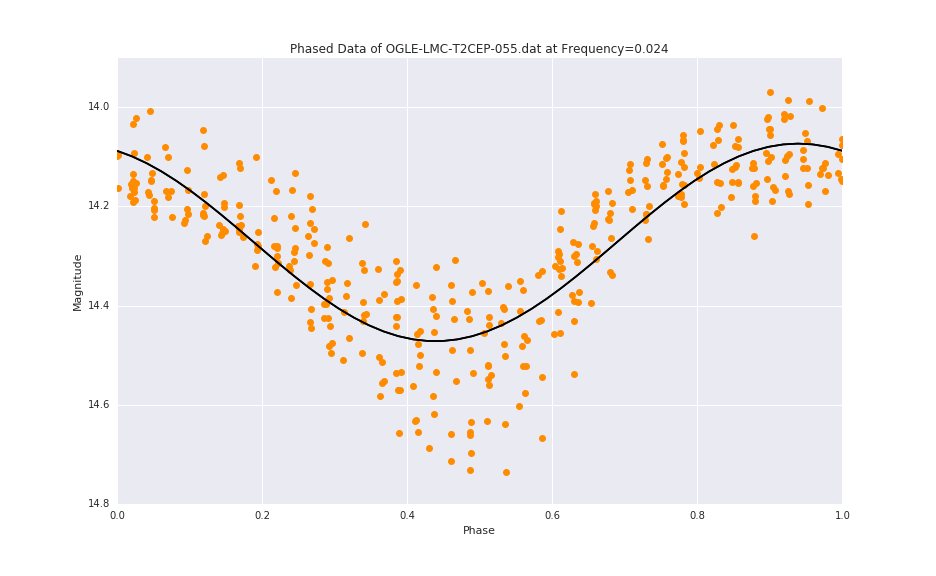 Phased Data of OGLE-LMC-T2CEP-055.dat at Frequency=0.024
14.0
14.2
14.4
14.6
14.8
Magnitude
0.0 0.2 0.4 0.6 0.8 1.0
Phase